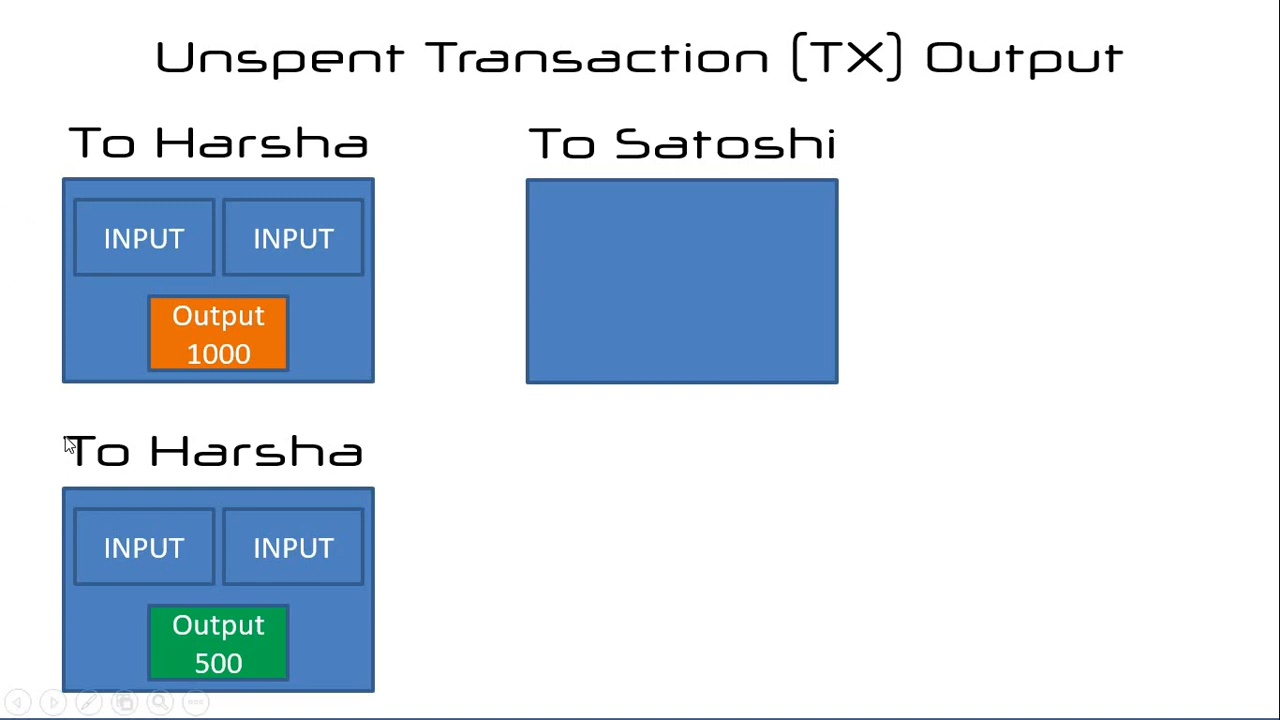 Unspent Transaction (TX) Output
To Harsha
To Satoshi
INPUT
INPUT
Output
1000
To Harsha
INPUT
INPUT
Output
500